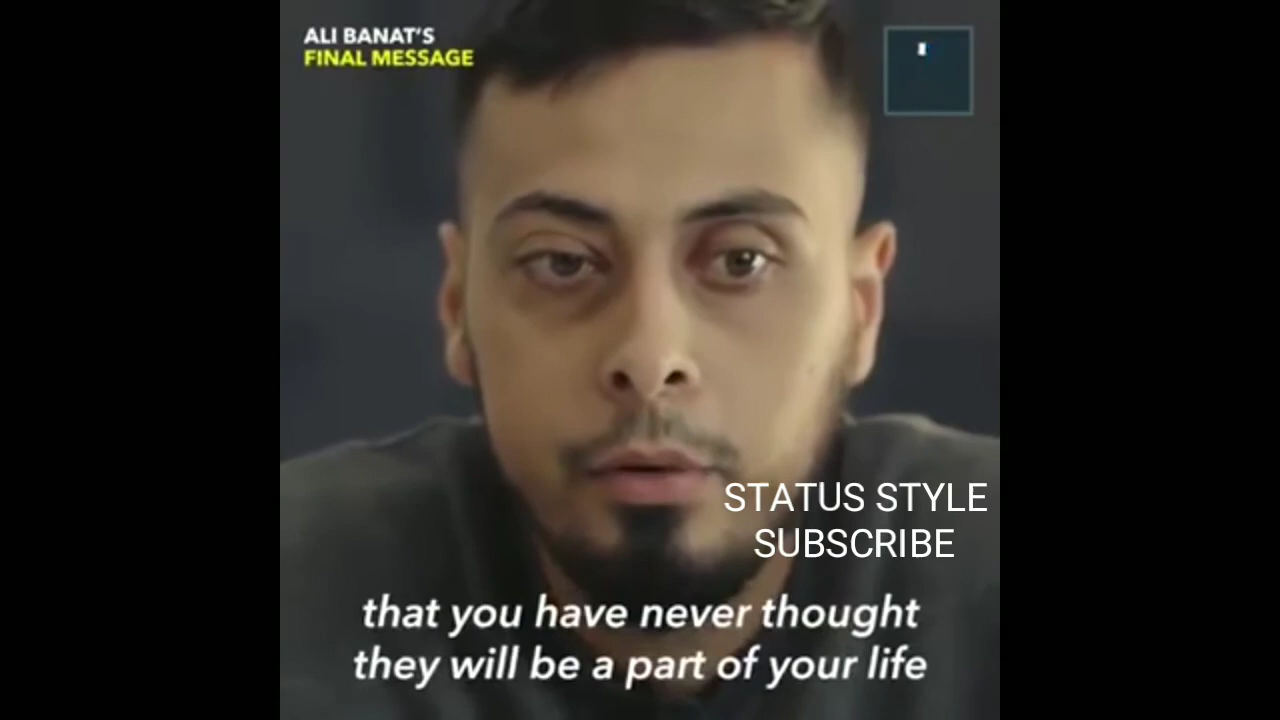 ALI BANAT'S
FINAL MESSAGE
STATUS STYLE
SUBSCRIBE
that you have never thought
they will be a part of your life